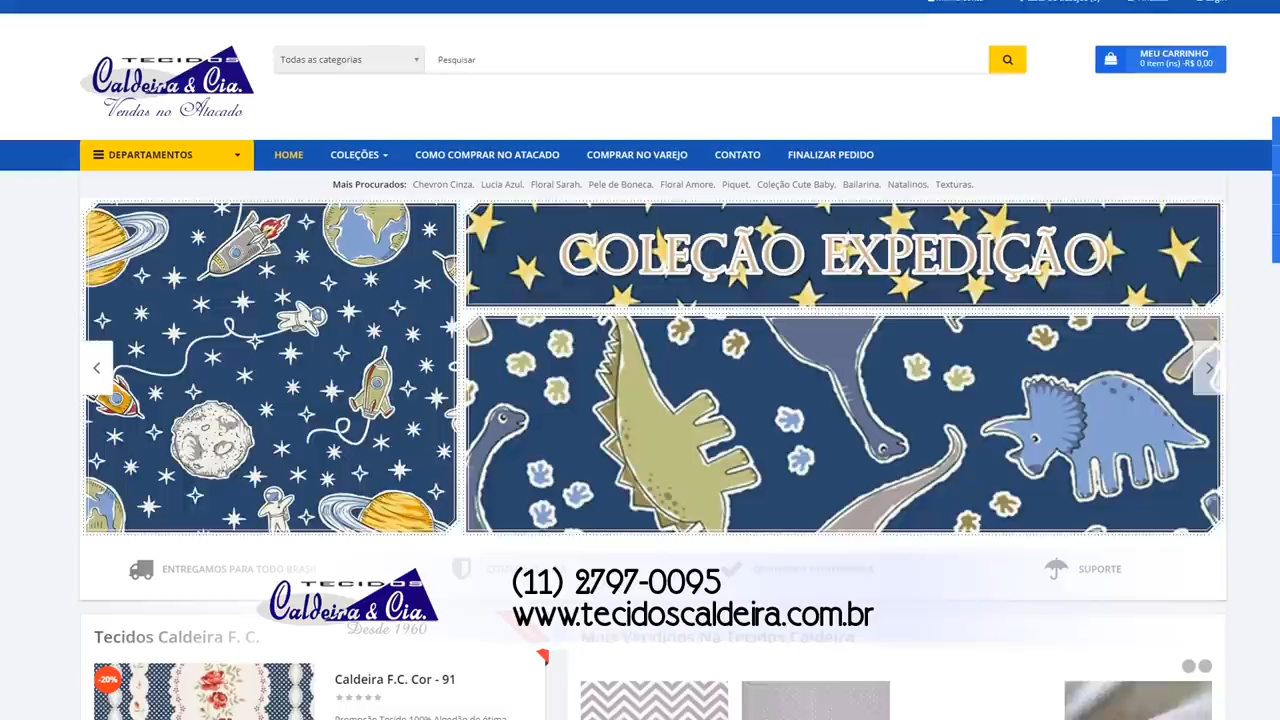 TECIDOS
Caldeira & Cia.
Vendas no Atacado
Todas as categorias
Pesquisar
MEU CARRINHO
0 item (ns) -R$ 0,00
DEPARTAMENTOS
HOME
COLEÇÕES
COMO COMPRAR NO ATACADO
COMPRAR NO VAREJO
CONTATO
FINALIZAR PEDIDO
Mais Procurados: Chevron Cinza, Lucia Azul, Floral Sarah, Pele de Boneca, Floral Amore, Piquet, Coleção Cute Baby, Bailarina, Natalinos, Texturas.
COLEÇÃO EXPEDIÇÃO
ENTREGAMOS PARA TODO BRASIL
SUPORTE
TECIDOS
Caldeira & Cia.
Desde 1960
(11) 2797-0095
www.tecidoscaldeira.com.br
Tecidos Caldeira F. C.
Mais Vendidos Na Tecidos Caldeira
-20%
Caldeira F.C. Cor - 91